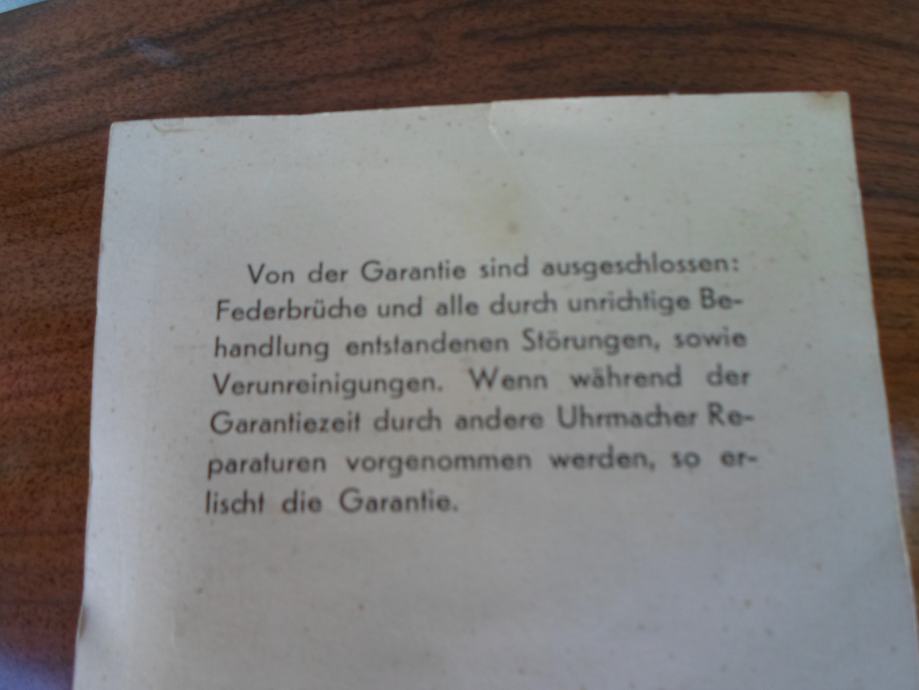 Von der Garantie sind ausgeschlossen:
Federbrüche und alle durch unrichtige Be-
handlung entstandenen Störungen, sowie
Verunreinigungen. Wenn während der
Garantiezeit durch andere Uhrmacher Re-
paraturen vorgenommen werden, so er-
lischt die Garantie.